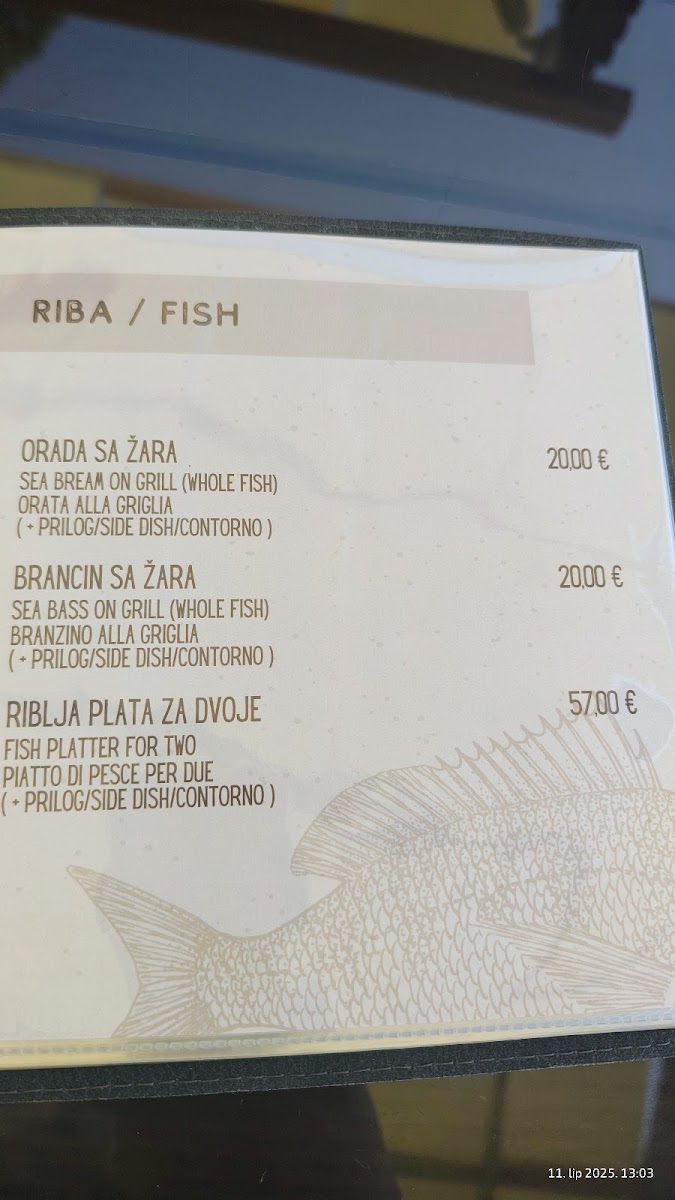 RIBA / FISH
ORADA SA ŽARA 20,00 €
SEA BREAM ON GRILL (WHOLE FISH)
ORATA ALLA GRIGLIA
( + PRILOG/SIDE DISH/CONTORNO )
BRANCIN SA ŽARA 20,00 €
SEA BASS ON GRILL (WHOLE FISH)
BRANZINO ALLA GRIGLIA
( + PRILOG/SIDE DISH/CONTORNO )
RIBLJA PLATA ZA DVOJE 57,00 €
FISH PLATTER FOR TWO
PIATTO DI PESCE PER DUE
( + PRILOG/SIDE DISH/CONTORNO )
11. lip 2025. 13:03